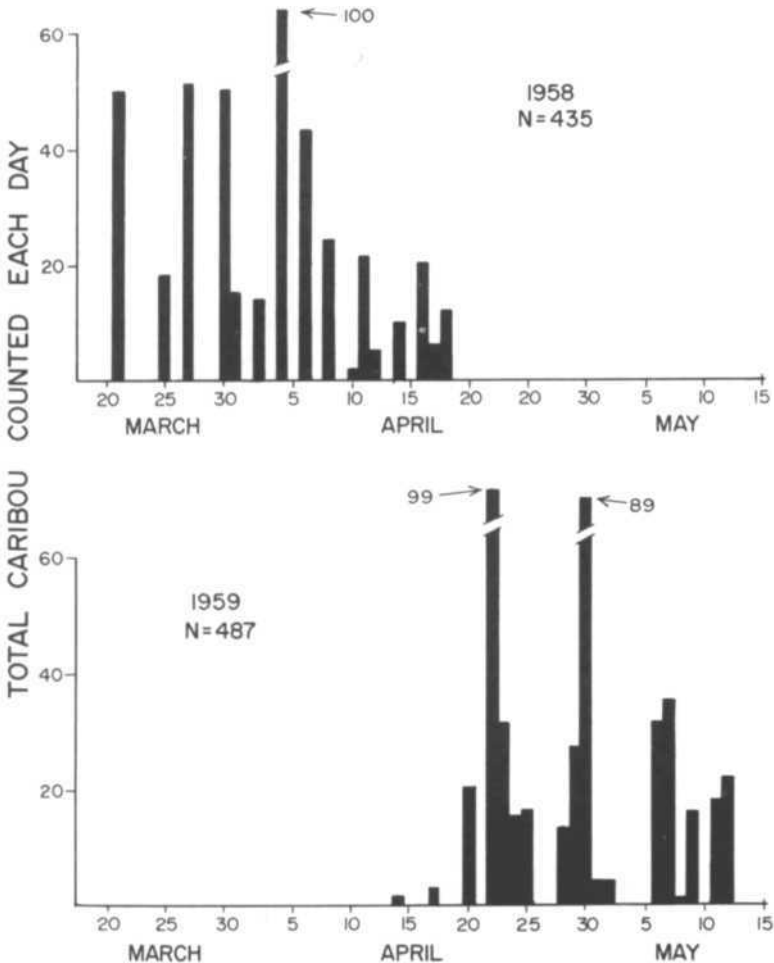 TOTAL CARIBOU COUNTED EACH DAY
60
40
20
100
1958
N=435
20 25 30 5 10 15 20 20 30 5 10 15
MARCH APRIL MAY
99
89
60
40
20
1959
N=487
20 25 30 5 10 15 20 25 30 5 10 15
MARCH APRIL MAY